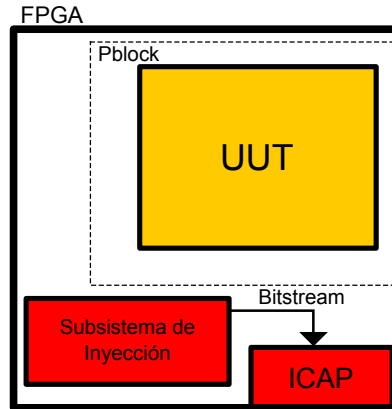 FPGA
Pblock
UUT
Bitstream
Subsistema de
Inyección
ICAP